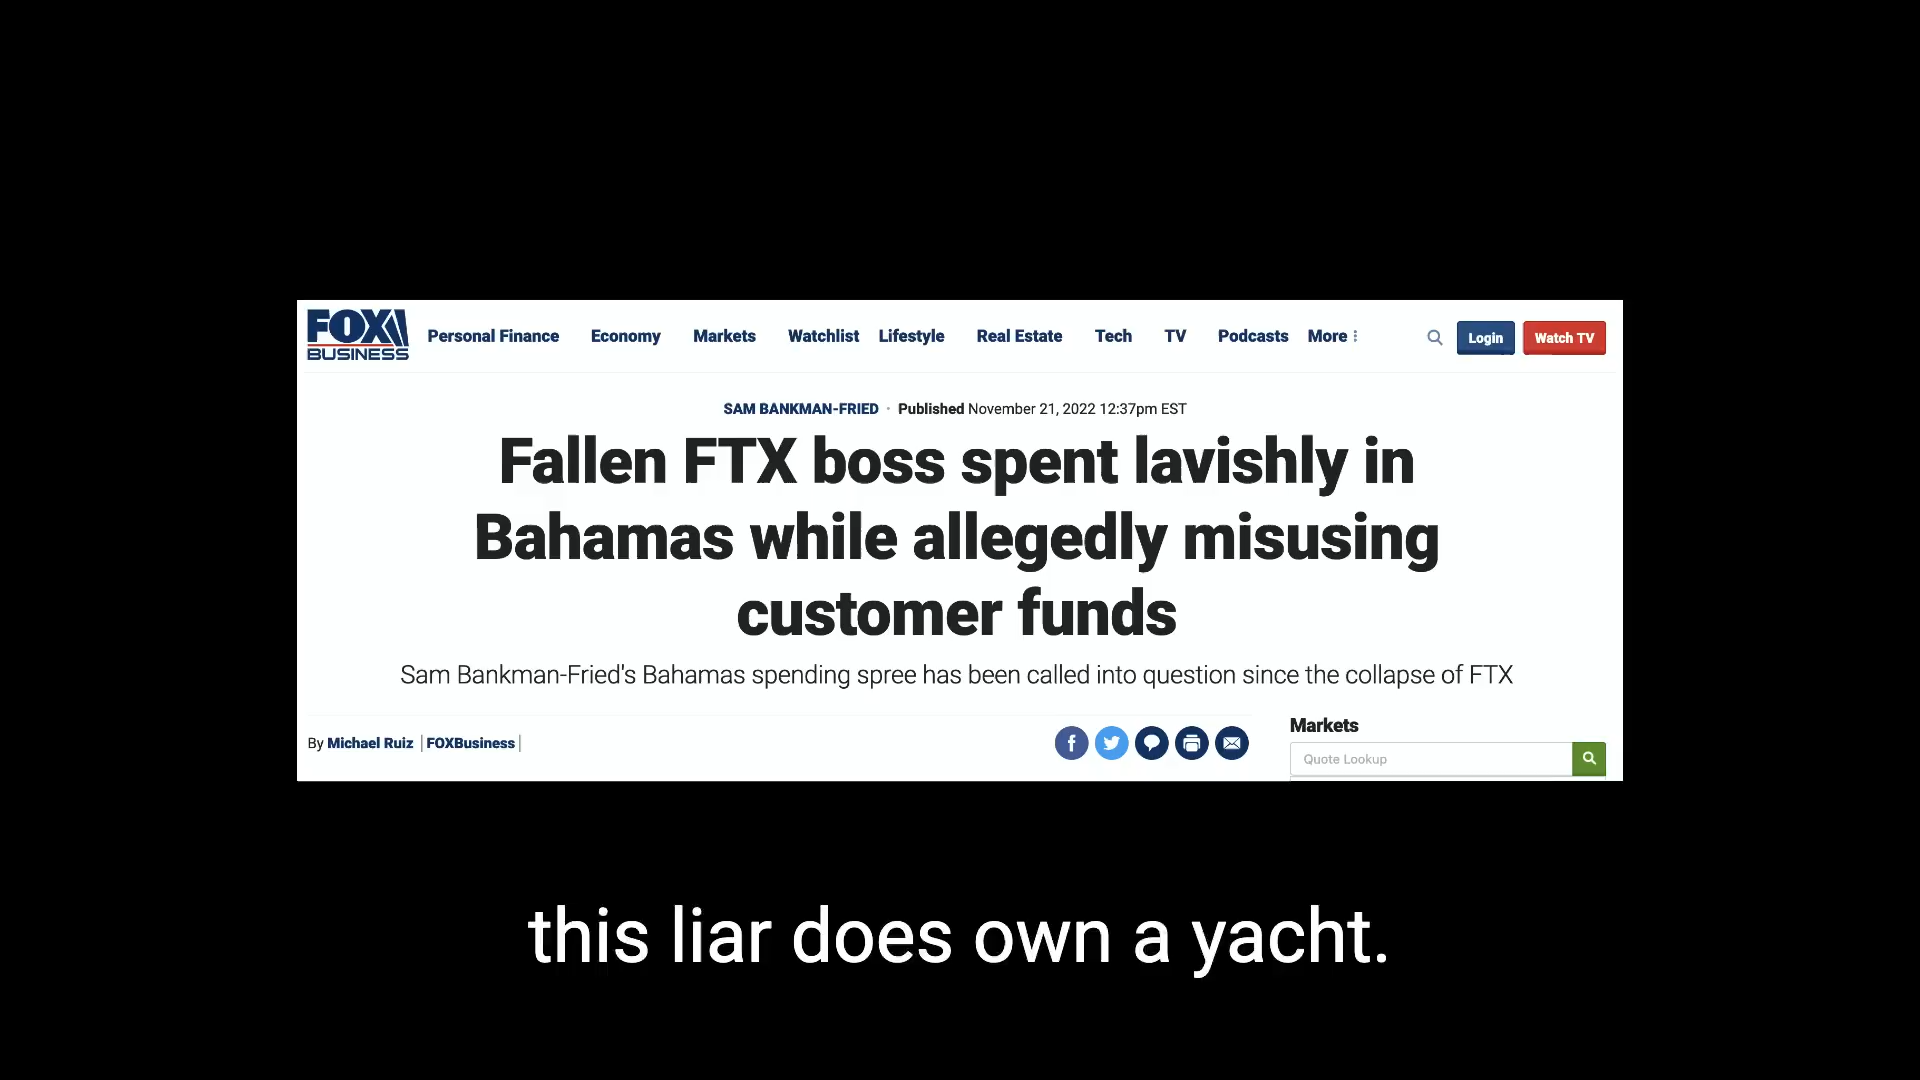 FOX BUSINESS
Personal Finance Economy Markets Watchlist Lifestyle Real Estate Tech TV Podcasts More Login Watch TV
SAM BANKMAN-FRIED · Published November 21, 2022 12:37pm EST
Fallen FTX boss spent lavishly in
Bahamas while allegedly misusing
customer funds
Sam Bankman-Fried's Bahamas spending spree has been called into question since the collapse of FTX
By Michael Ruiz | FOXBusiness |
Markets
Quote Lookup
this liar does own a yacht.